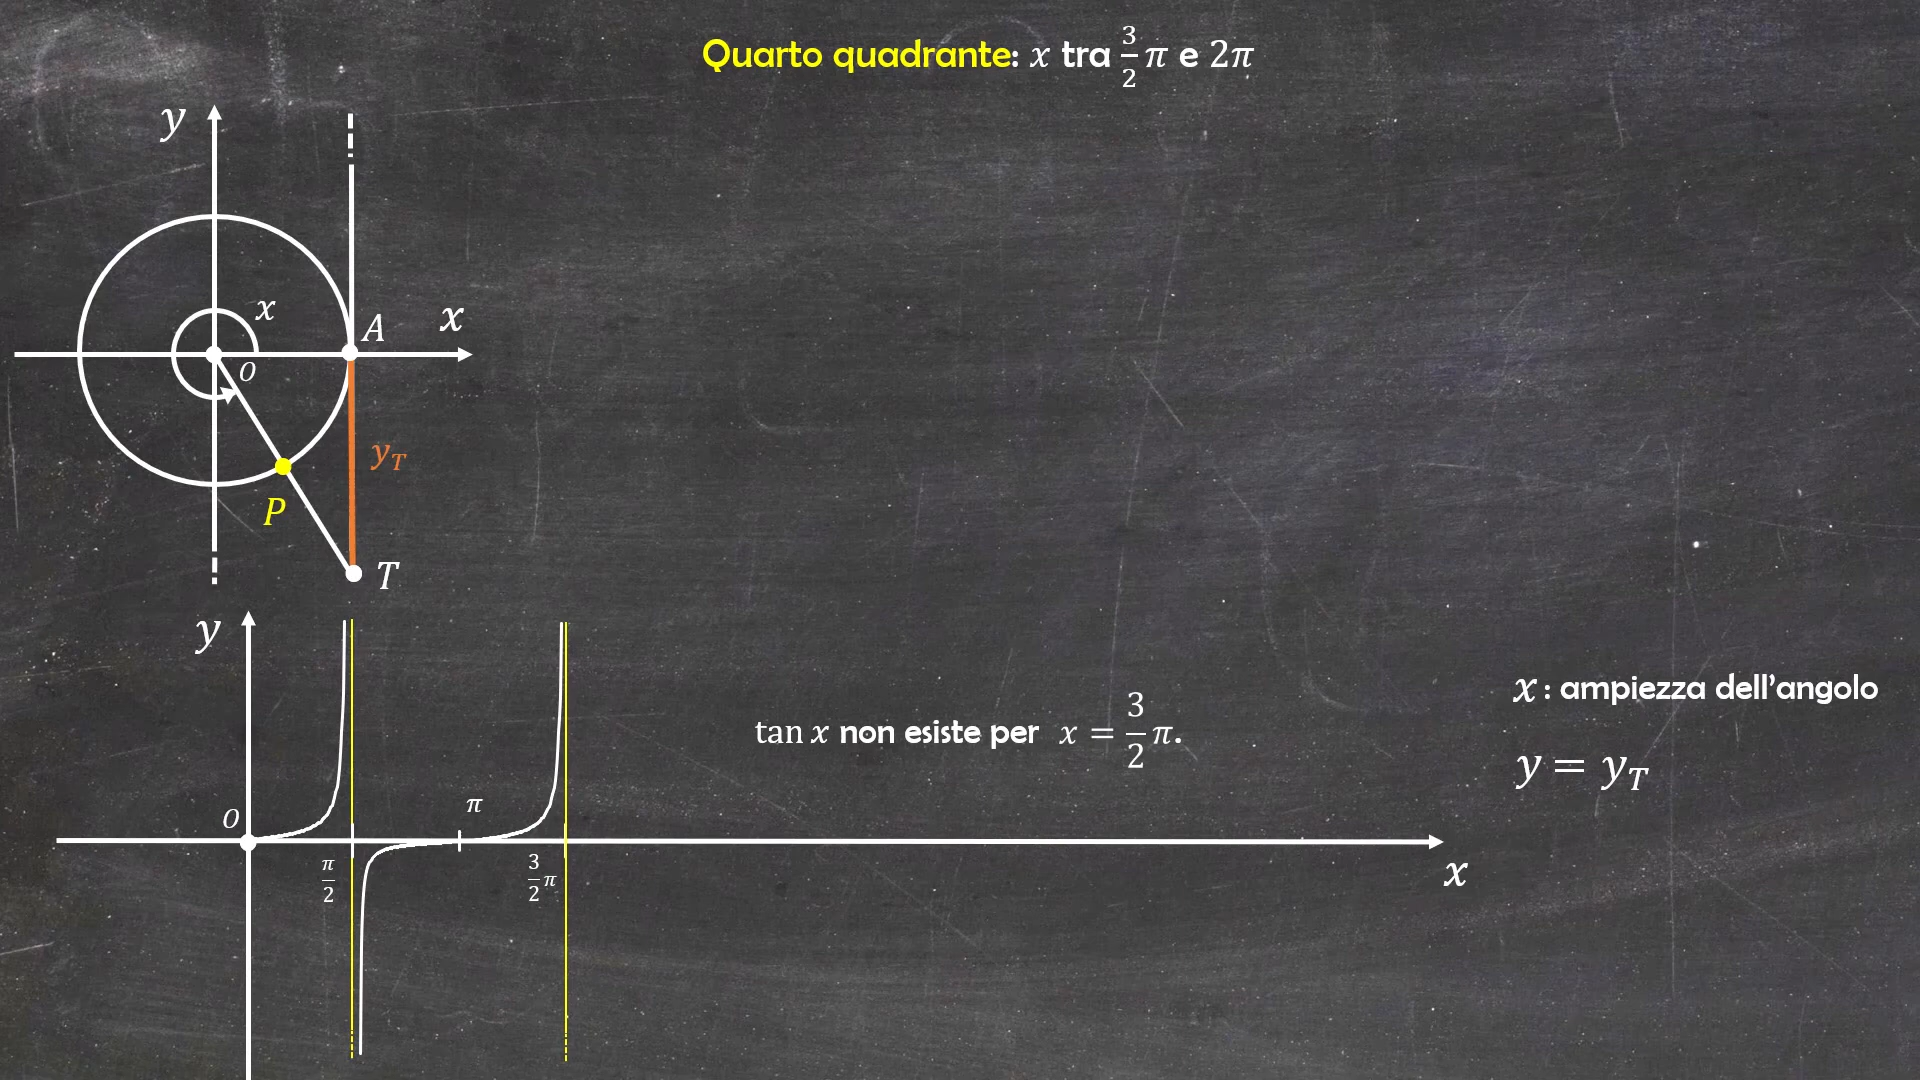 Quarto quadrante: x tra 3/2 π e 2π
y
x
A
x
O
y_T
P
T
y
x : ampiezza dell'angolo
tan x non esiste per x = 3/2 π.
y = y_T
π
O
π/2
3/2 π
x